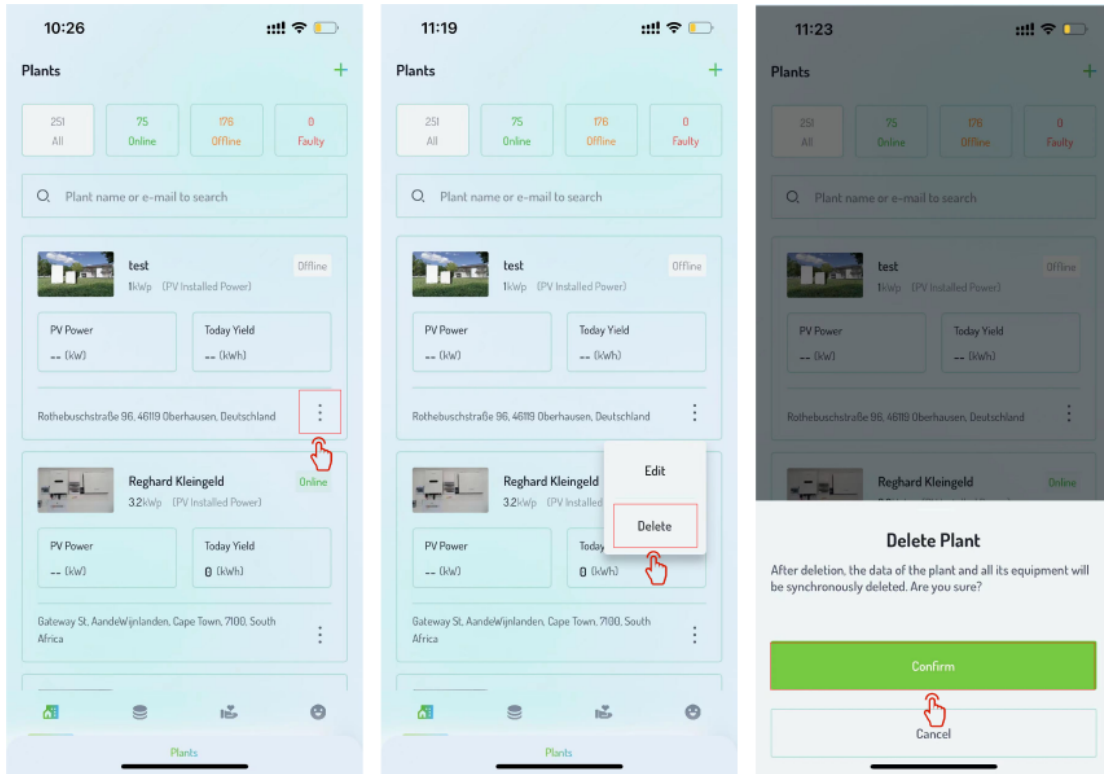 10:26
Plants
+
251 75 176 0
All Online Offline Faulty
Plant name or e-mail to search
test Offline
1kWp (PV Installed Power)
PV Power Today Yield
-- (kW) -- (kWh)
Rothebuschstraße 96, 46119 Oberhausen, Deutschland
Reghard Kleingeld Online
3.2kWp (PV Installed Power)
PV Power Today Yield
-- (kW) 0 (kWh)
Gateway St, AandeWijnlanden, Cape Town, 7100, South
Africa
Plants
11:19
Plants
+
251 75 176 0
All Online Offline Faulty
Plant name or e-mail to search
test Offline
1kWp (PV Installed Power)
PV Power Today Yield
-- (kW) -- (kWh)
Rothebuschstraße 96, 46119 Oberhausen, Deutschland
Edit
Delete
Reghard Kleingeld
3.2kWp (PV Installed
PV Power Today
-- (kW) 0 (kWh)
Gateway St, AandeWijnlanden, Cape Town, 7100, South
Africa
Plants
11:23
Plants
+
251 75 176 0
All Online Offline Faulty
Plant name or e-mail to search
test Offline
1kWp (PV Installed Power)
PV Power Today Yield
-- (kW) -- (kWh)
Rothebuschstraße 96, 46119 Oberhausen, Deutschland
Reghard Kleingeld Online
Delete Plant
After deletion, the data of the plant and all its equipment will
be synchronously deleted. Are you sure?
Confirm
Cancel